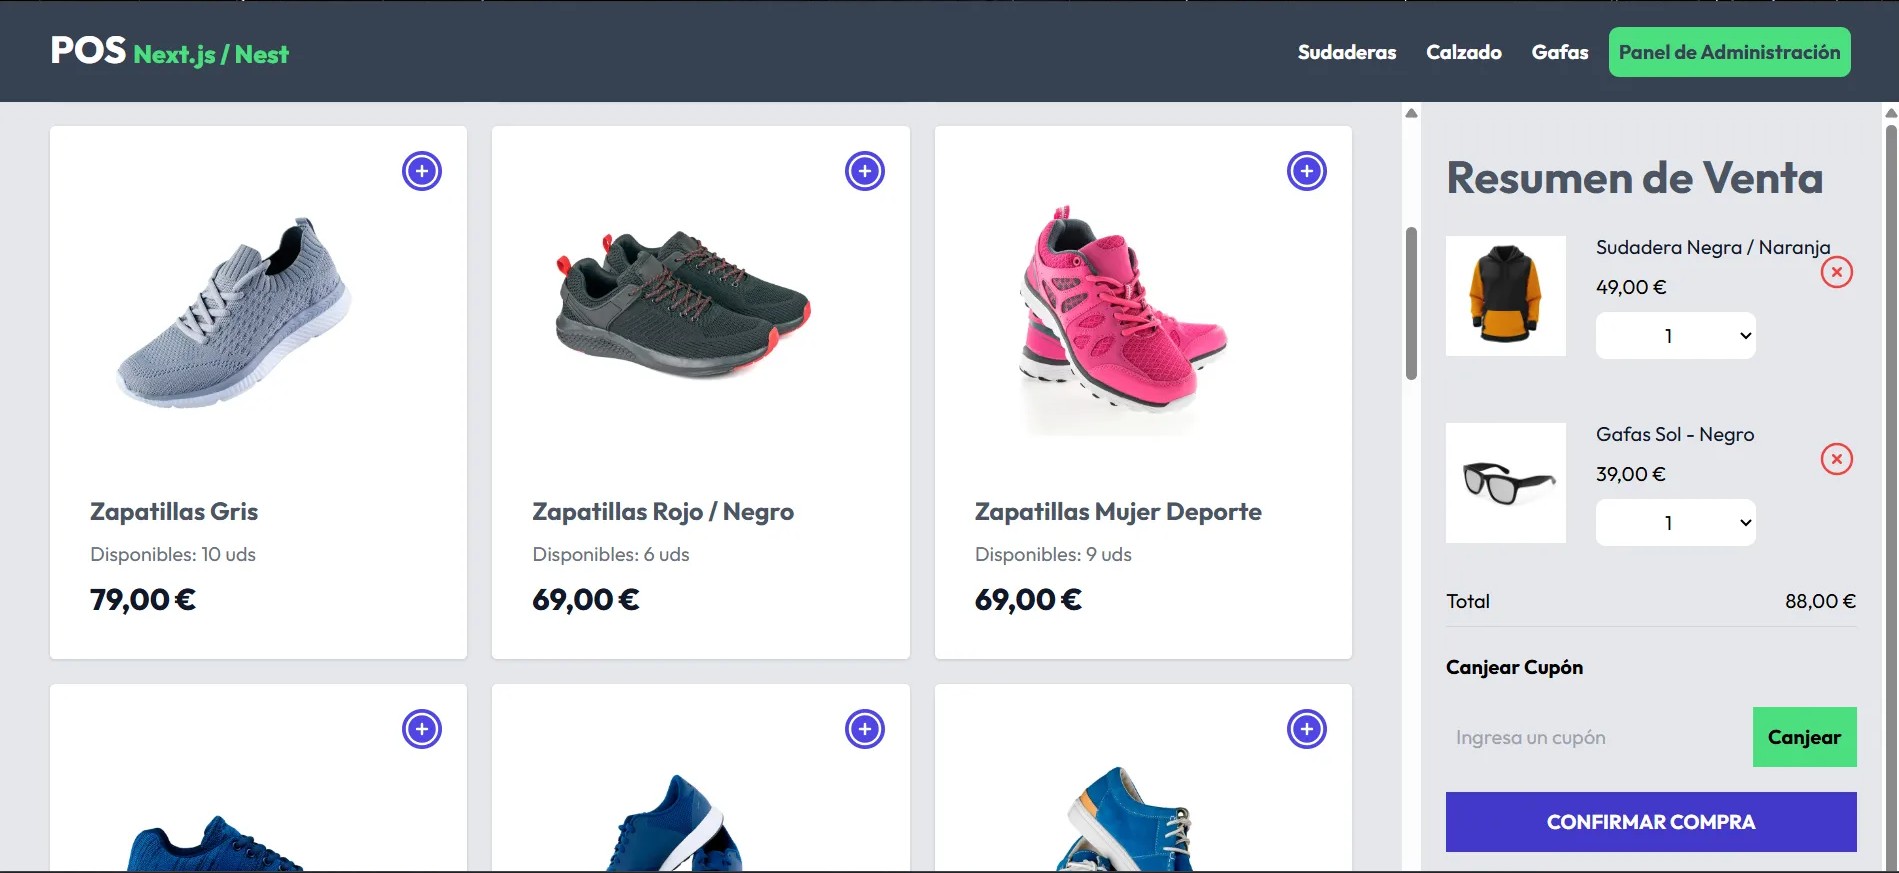 POS Next.js / Nest
Sudaderas Calzado Gafas Panel de Administración
Zapatillas Gris
Disponibles: 10 uds
79,00 €
Zapatillas Rojo / Negro
Disponibles: 6 uds
69,00 €
Zapatillas Mujer Deporte
Disponibles: 9 uds
69,00 €
Resumen de Venta
Sudadera Negra / Naranja
49,00 €
1
Gafas Sol - Negro
39,00 €
1
Total 88,00 €
Canjear Cupón
Ingresa un cupón Canjear
CONFIRMAR COMPRA